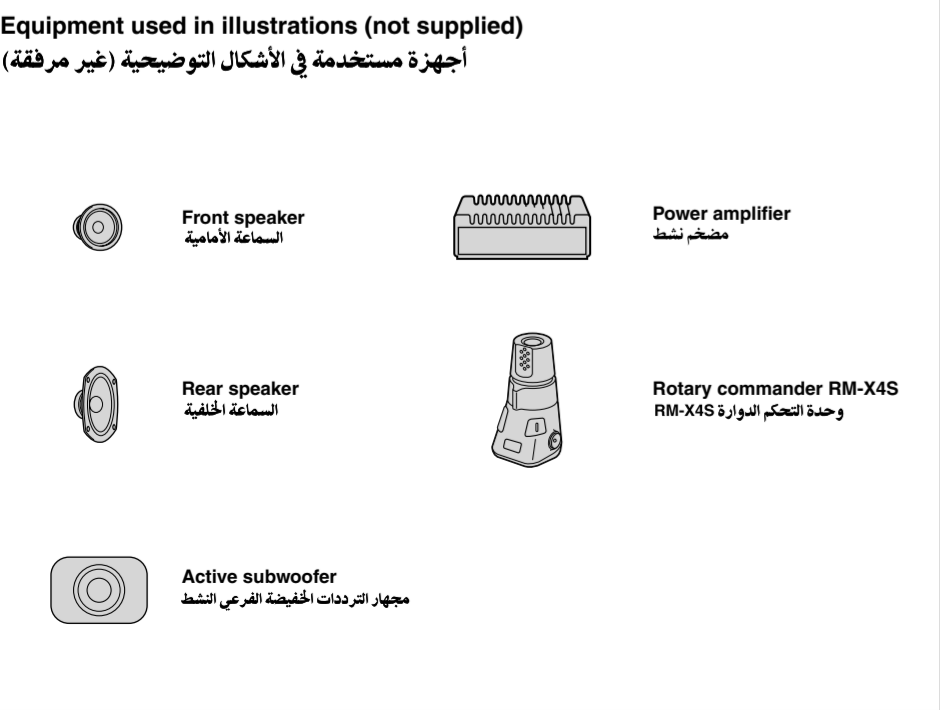 Equipment used in illustrations (not supplied)
أجهزة مستخدمة في الأشكال التوضيحية (غير مرفقة)
Front speaker
السماعة الأمامية
Power amplifier
مضخم نشط
Rear speaker
السماعة الخلفية
Rotary commander RM-X4S
وحدة التحكم الدوارة RM-X4S
Active subwoofer
مجهار الترددات الخفيضة الفرعي النشط